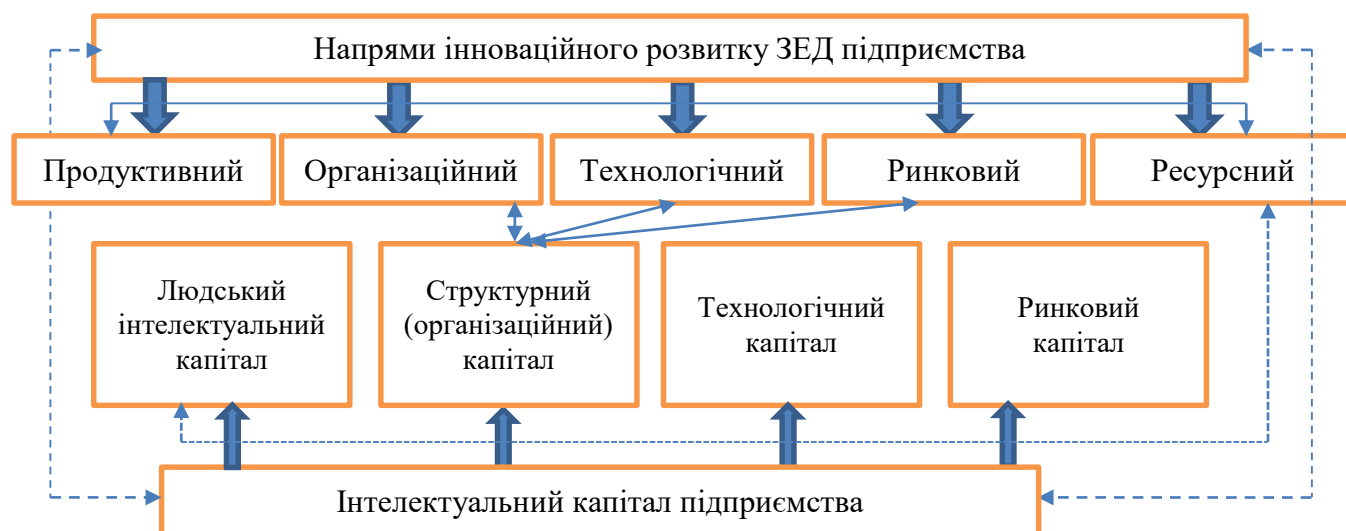 Напрями інноваційного розвитку ЗЕД підприємства
Продуктивний
Організаційний
Технологічний
Ринковий
Ресурсний
Людський
інтелектуальний
капітал
Структурний
(організаційний)
капітал
Технологічний
капітал
Ринковий
капітал
Інтелектуальний капітал підприємства